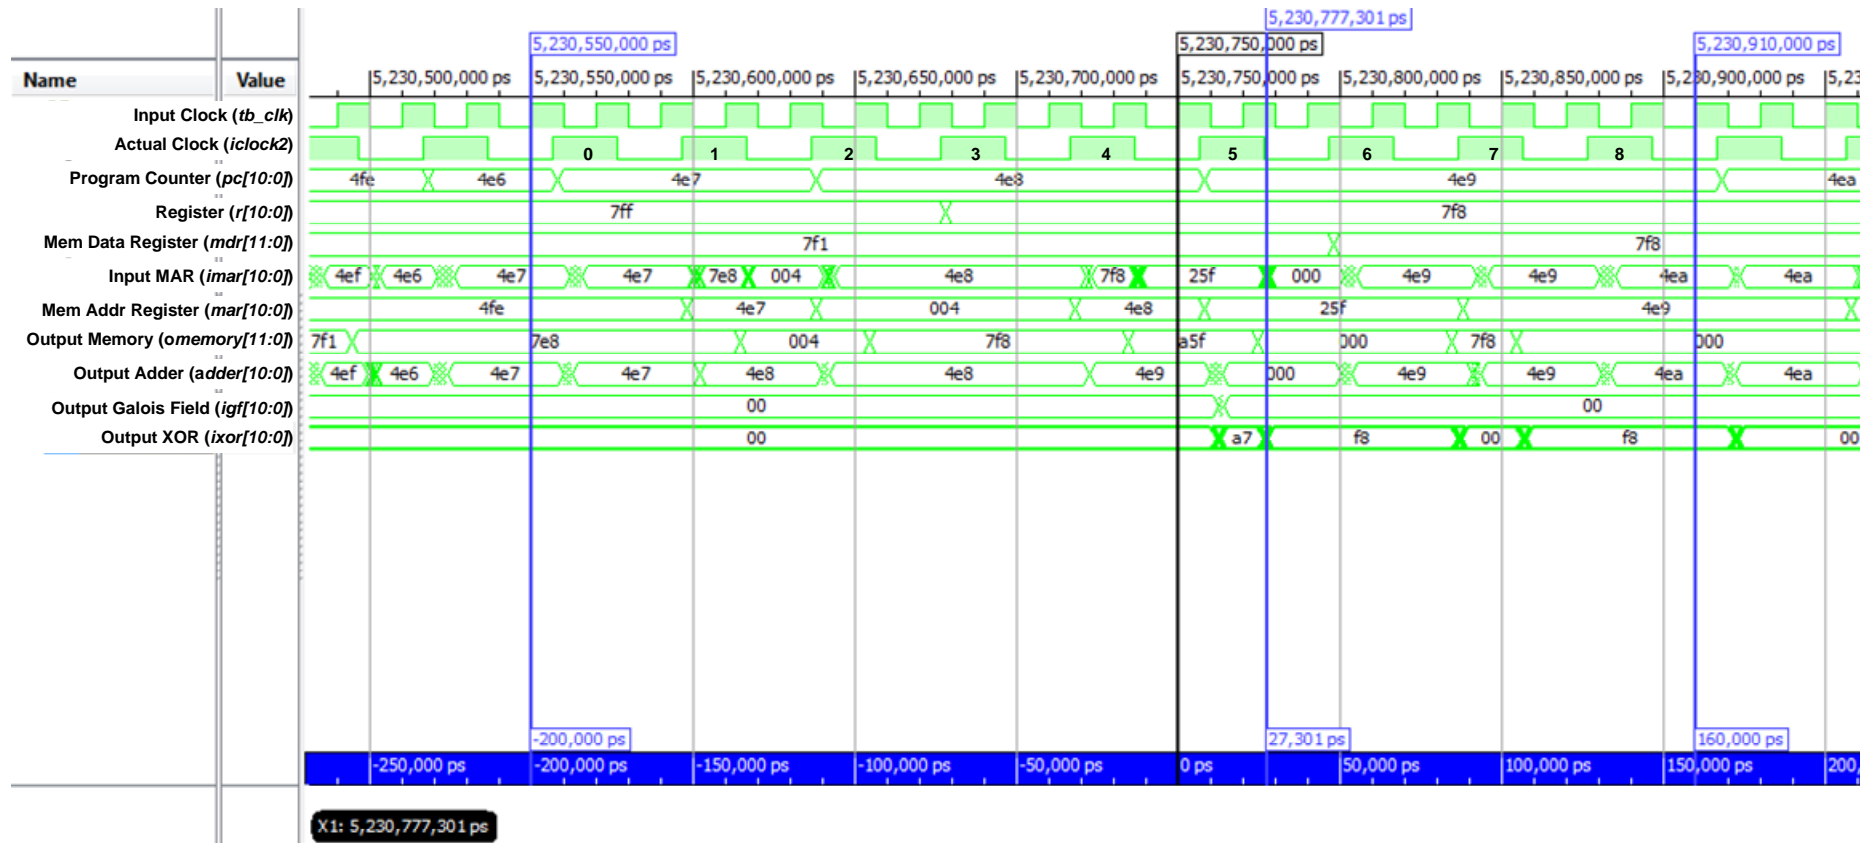 5,230,777,301 ps
5,230,550,000 ps 5,230,750,000 ps 5,230,910,000 ps
Name Value 5,230,500,000 ps 5,230,550,000 ps 5,230,600,000 ps 5,230,650,000 ps 5,230,700,000 ps 5,230,750,000 ps 5,230,800,000 ps 5,230,850,000 ps 5,230,900,000 ps 5,23
Input Clock (tb_clk)
Actual Clock (iclock2) 0 1 2 3 4 5 6 7 8
Program Counter (pc[10:0]) 4fe 4e6 4e7 4e8 4e9 4ea
Register (r[10:0]) 7ff 7f8
Mem Data Register (mdr[11:0]) 7f1 7f8
Input MAR (imar[10:0]) 4ef 4e6 4e7 4e7 7e8 004 4e8 7f8 25f 000 4e9 4e9 4ea 4ea
Mem Addr Register (mar[10:0]) 4fe 4e7 004 4e8 25f 4e9
Output Memory (omemory[11:0]) 7f1 7e8 004 7f8 a5f 000 7f8 000
Output Adder (adder[10:0]) 4ef 4e6 4e7 4e7 4e8 4e8 4e9 000 4e9 4e9 4ea 4ea
Output Galois Field (igf[10:0]) 00 00
Output XOR (ixor[10:0]) 00 a7 f8 00 f8 00
-200,000 ps 27,301 ps 160,000 ps
-250,000 ps -200,000 ps -150,000 ps -100,000 ps -50,000 ps 0 ps 50,000 ps 100,000 ps 150,000 ps 200,
X1: 5,230,777,301 ps